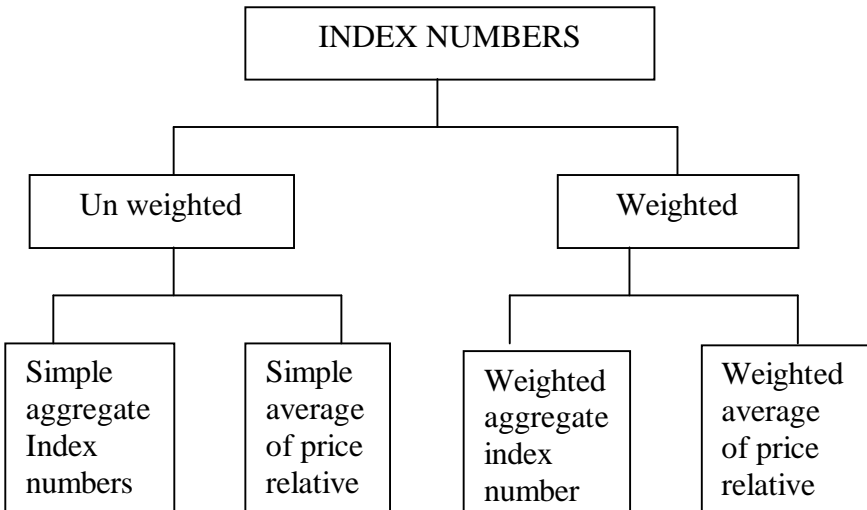 INDEX NUMBERS
Un weighted
Weighted
Simple
aggregate
Index
numbers
Simple
average
of price
relative
Weighted
aggregate
index
number
Weighted
average
of price
relative